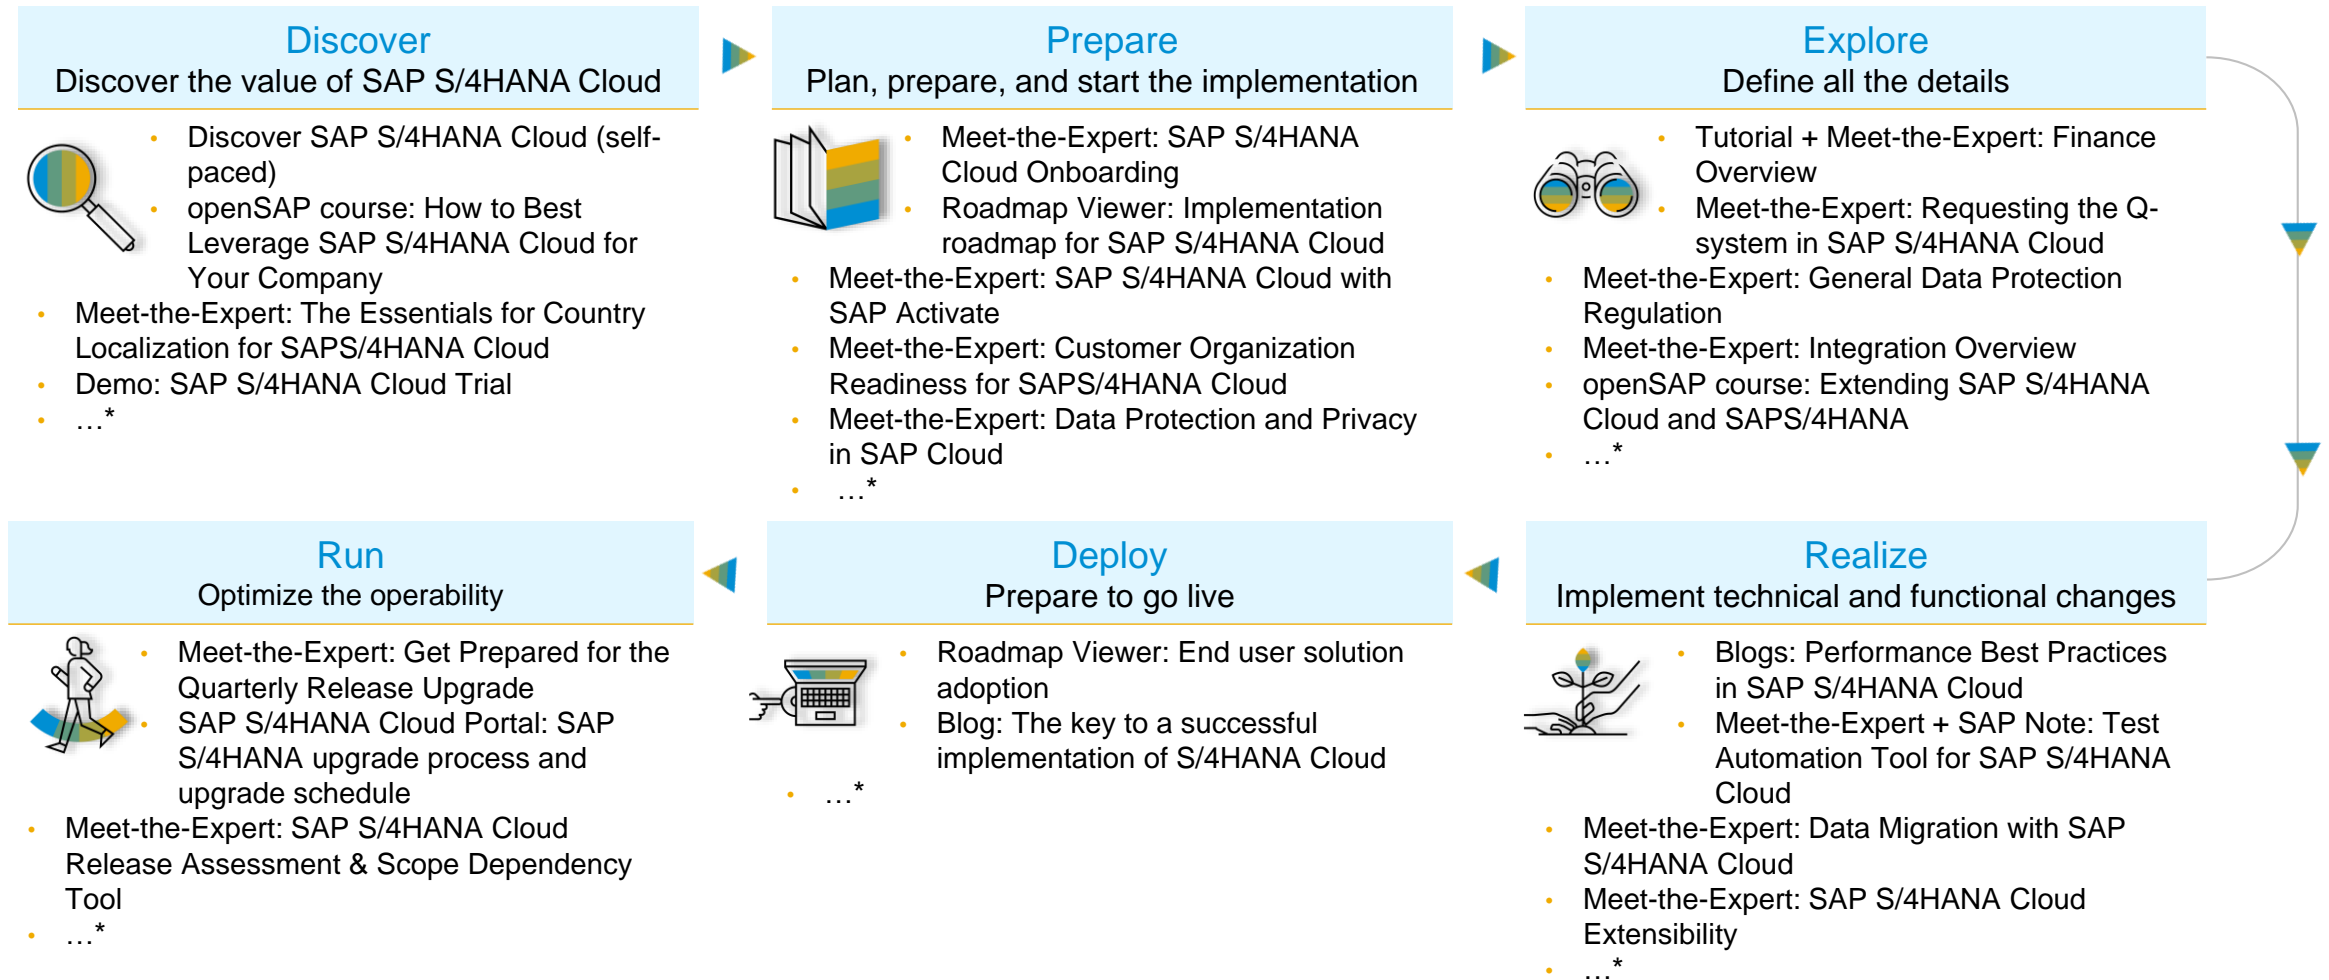 Discover
Discover the value of SAP S/4HANA Cloud
• Discover SAP S/4HANA Cloud (self-
paced)
• openSAP course: How to Best
Leverage SAP S/4HANA Cloud for
Your Company
• Meet-the-Expert: The Essentials for Country
Localization for SAPS/4HANA Cloud
• Demo: SAP S/4HANA Cloud Trial
• …*
Prepare
Plan, prepare, and start the implementation
• Meet-the-Expert: SAP S/4HANA
Cloud Onboarding
• Roadmap Viewer: Implementation
roadmap for SAP S/4HANA Cloud
• Meet-the-Expert: SAP S/4HANA Cloud with
SAP Activate
• Meet-the-Expert: Customer Organization
Readiness for SAPS/4HANA Cloud
• Meet-the-Expert: Data Protection and Privacy
in SAP Cloud
• …*
Explore
Define all the details
• Tutorial + Meet-the-Expert: Finance
Overview
• Meet-the-Expert: Requesting the Q-
system in SAP S/4HANA Cloud
• Meet-the-Expert: General Data Protection
Regulation
• Meet-the-Expert: Integration Overview
• openSAP course: Extending SAP S/4HANA
Cloud and SAPS/4HANA
• …*
Run
Optimize the operability
• Meet-the-Expert: Get Prepared for the
Quarterly Release Upgrade
• SAP S/4HANA Cloud Portal: SAP
S/4HANA upgrade process and
upgrade schedule
• Meet-the-Expert: SAP S/4HANA Cloud
Release Assessment & Scope Dependency
Tool
• …*
Deploy
Prepare to go live
• Roadmap Viewer: End user solution
adoption
• Blog: The key to a successful
implementation of S/4HANA Cloud
• …*
Realize
Implement technical and functional changes
• Blogs: Performance Best Practices
in SAP S/4HANA Cloud
• Meet-the-Expert + SAP Note: Test
Automation Tool for SAP S/4HANA
Cloud
• Meet-the-Expert: Data Migration with SAP
S/4HANA Cloud
• Meet-the-Expert: SAP S/4HANA Cloud
Extensibility
• …*